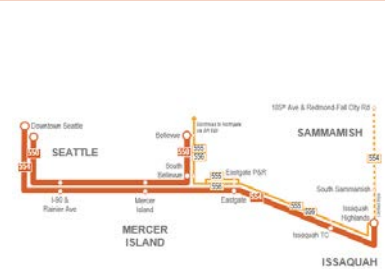 185th Ave & Redmond-Fall City Rd
Downtown Seattle
SAMMAMISH
Bellevue
550
SEATTLE
550
555
556
554
554
South
Bellevue
555
Eastgate P&R
556
South Sammamish
I-90 &
Rainier Ave
Mercer
Island
Eastgate
554
555
556
Issaquah
Highlands
MERCER
ISLAND
Issaquah TC
ISSAQUAH